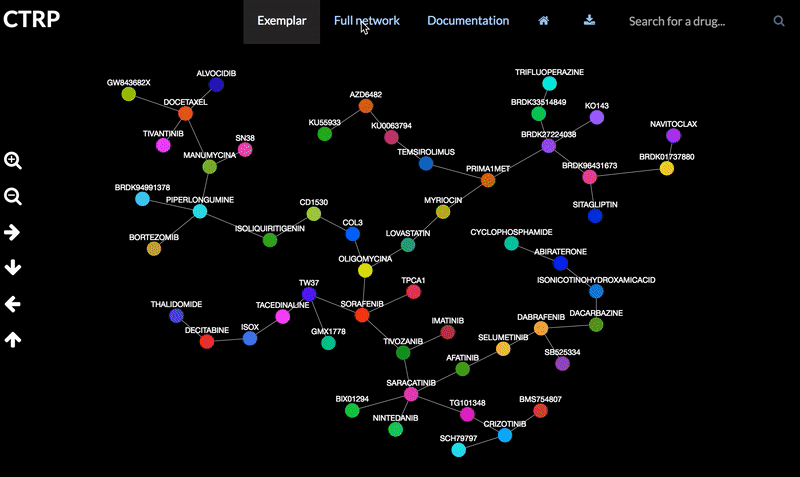 CTRP
Exemplar
Full network
Documentation
Search for a drug...
ALVOCIDIB
GW843682X
DOCETAXEL
TIVANTINIB
SN38
MANUMYCINA
BRDK94991378
PIPERLONGUMINE
BORTEZOMIB
ISOLIQUIRITIGENIN
CD1530
COL3
OLIGOMYCINA
LOVASTATIN
MYRIOCIN
PRIMA1MET
TEMSIROLIMUS
KU0063794
AZD6482
KU55933
TRIFLUOPERAZINE
BRDK33514849
KO143
BRDK27224038
NAVITOCLAX
BRDK01737880
BRDK96431673
SITAGLIPTIN
CYCLOPHOSPHAMIDE
ABIRATERONE
ISONICOTINOHYDROXAMICACID
DACARBAZINE
DABRAFENIB
SB525334
SELUMETINIB
AFATINIB
IMATINIB
TIVOZANIB
TPCA1
SORAFENIB
TW37
GMX1778
TACEDINALINE
ISOX
DECITABINE
THALIDOMIDE
SARACATINIB
BIX01294
NINTEDANIB
TG101348
BMS754807
CRIZOTINIB
SCH79797